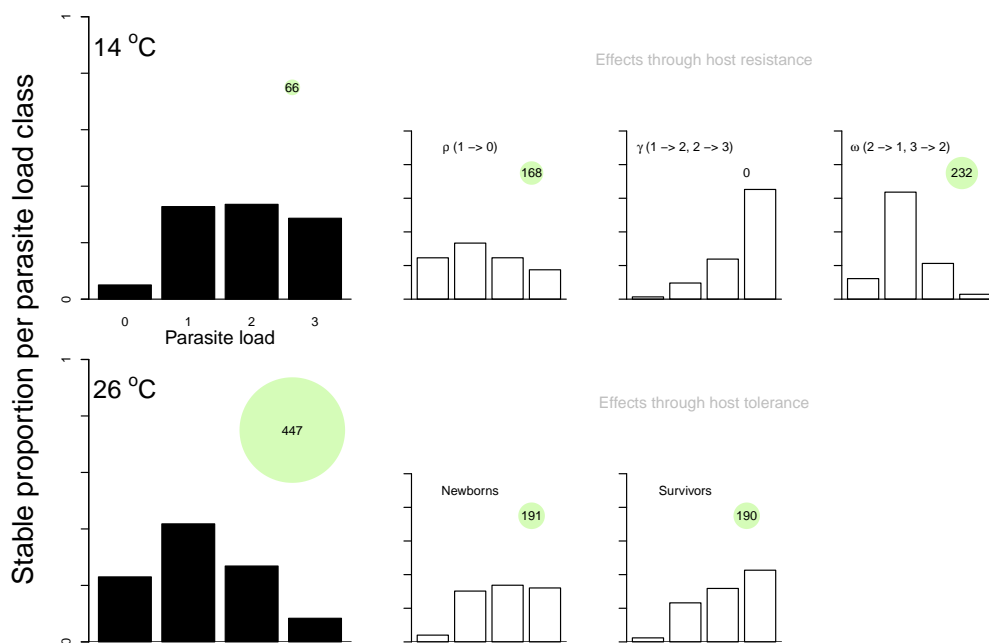 Stable proportion per parasite load class
1
14 °C
66
0
0 1 2 3
Parasite load
Effects through host resistance
ρ (1 −> 0)
168
γ (1 −> 2, 2 −> 3)
0
ω (2 −> 1, 3 −> 2)
232
1
26 °C
447
0
Effects through host tolerance
Newborns
191
Survivors
190